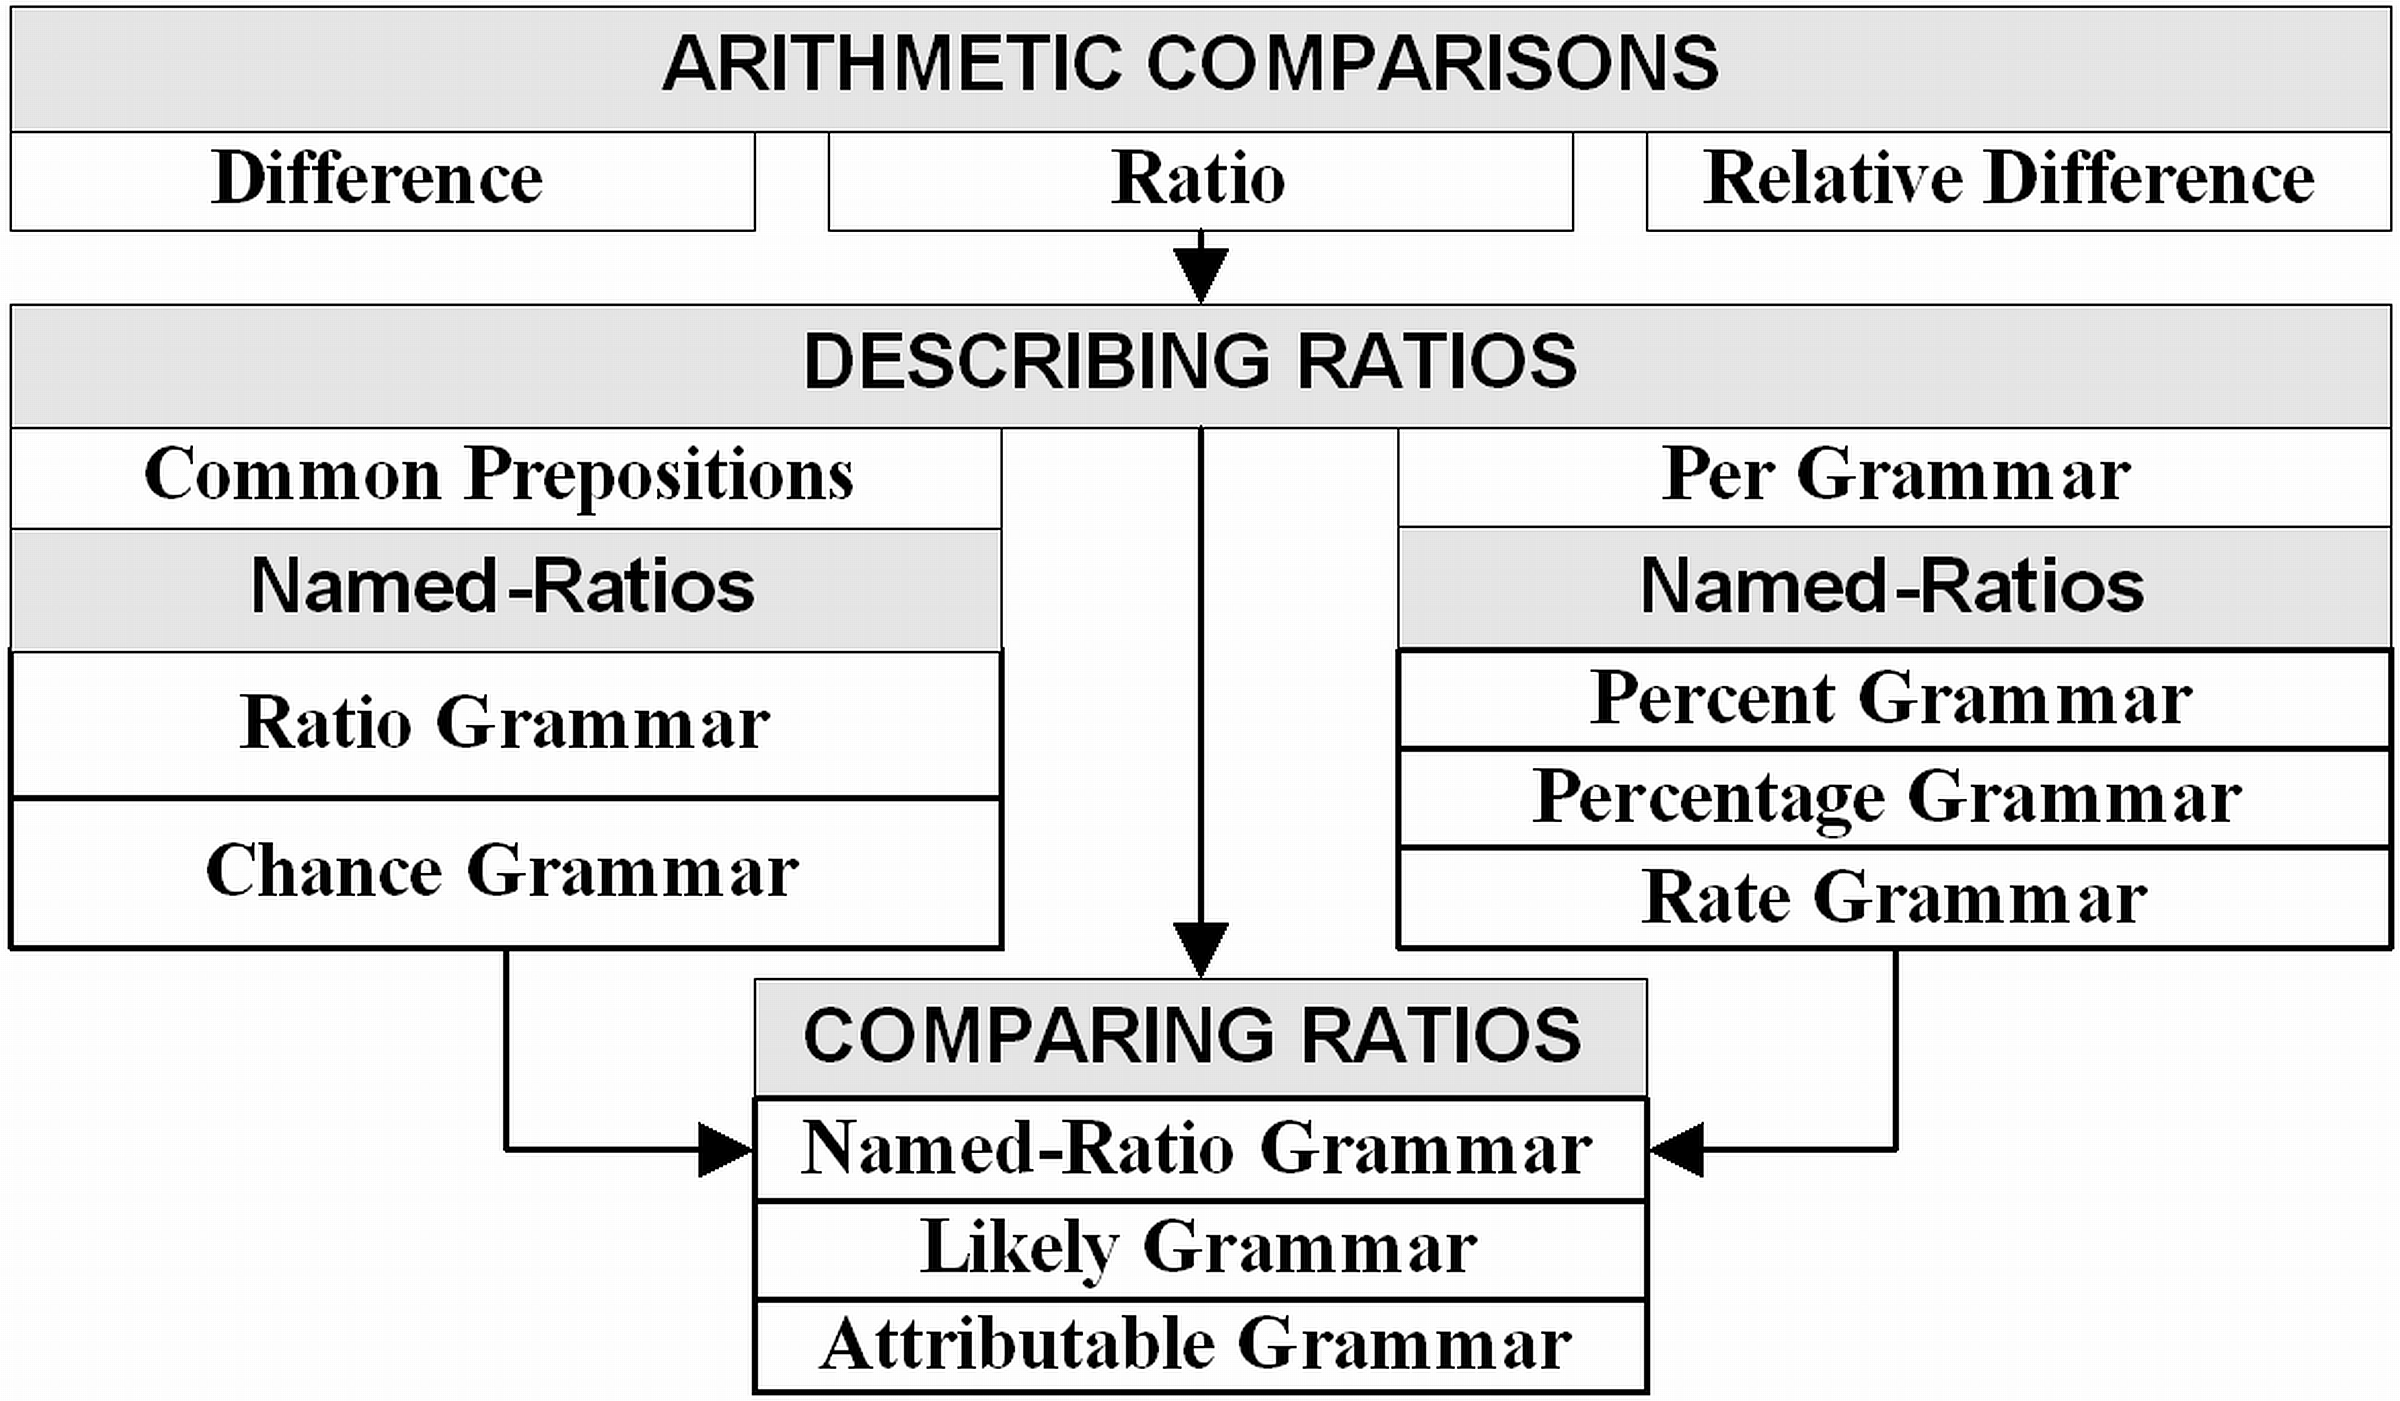 ARITHMETIC COMPARISONS
Difference
Ratio
Relative Difference
DESCRIBING RATIOS
Common Prepositions
Named-Ratios
Ratio Grammar
Chance Grammar
Per Grammar
Named-Ratios
Percent Grammar
Percentage Grammar
Rate Grammar
COMPARING RATIOS
Named-Ratio Grammar
Likely Grammar
Attributable Grammar